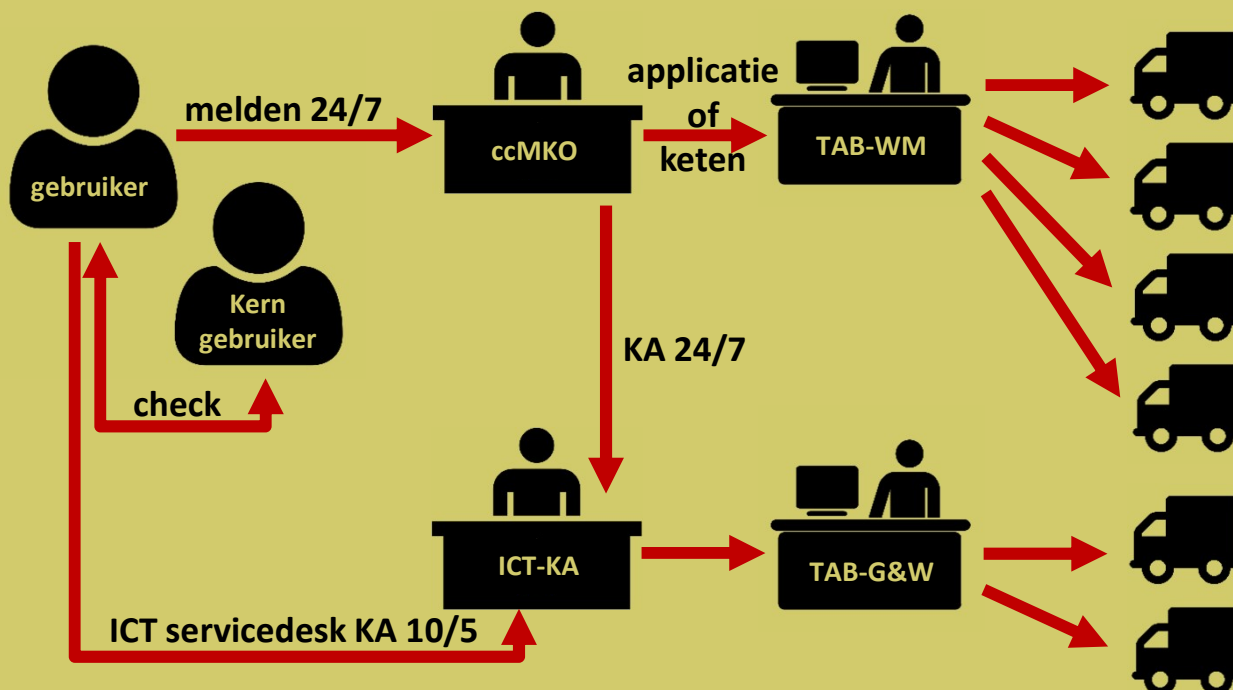 melden 24/7
gebruiker
ccMKO
applicatie
of
keten
TAB-WM
Kern
gebruiker
check
KA 24/7
ICT-KA
TAB-G&W
ICT servicedesk KA 10/5